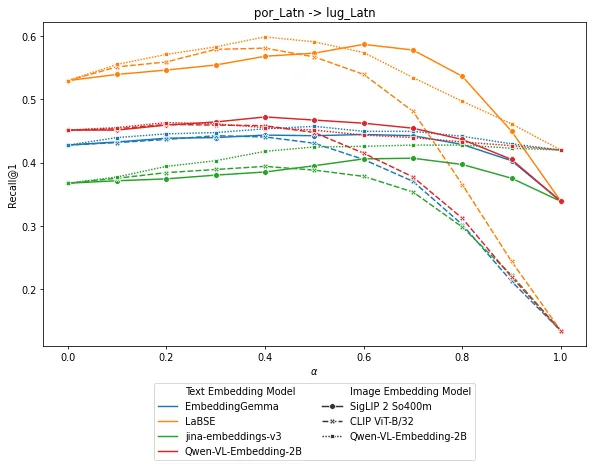 por_Latn -> lug_Latn
Recall@1
0.6
0.5
0.4
0.3
0.2
0.0 0.2 0.4 0.6 0.8 1.0
α
Text Embedding Model Image Embedding Model
EmbeddingGemma SigLIP 2 So400m
LaBSE CLIP ViT-B/32
jina-embeddings-v3 Qwen-VL-Embedding-2B
Qwen-VL-Embedding-2B